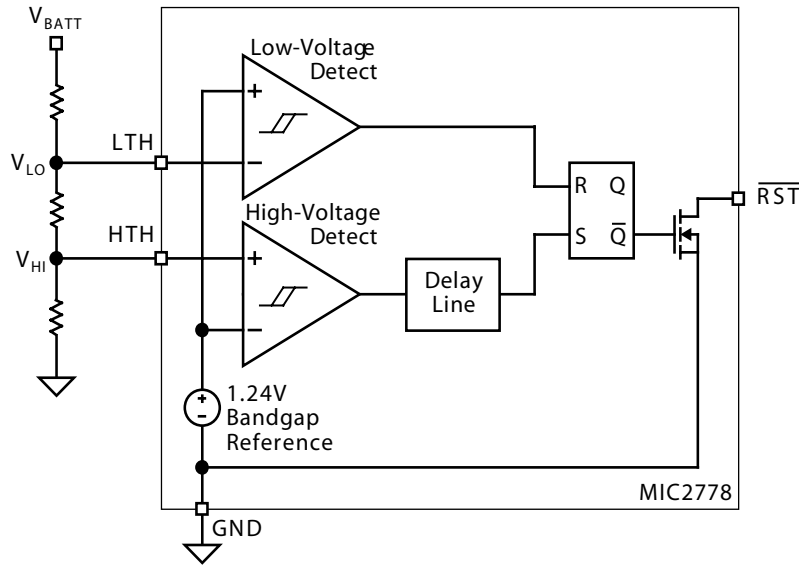 V_BATT
Low-Voltage
Detect
+
LTH
V_LO
−
R Q
RST̅
High-Voltage
Detect
HTH
S Q̅
V_HI
+
Delay
Line
−
+
−
1.24V
Bandgap
Reference
MIC2778
GND